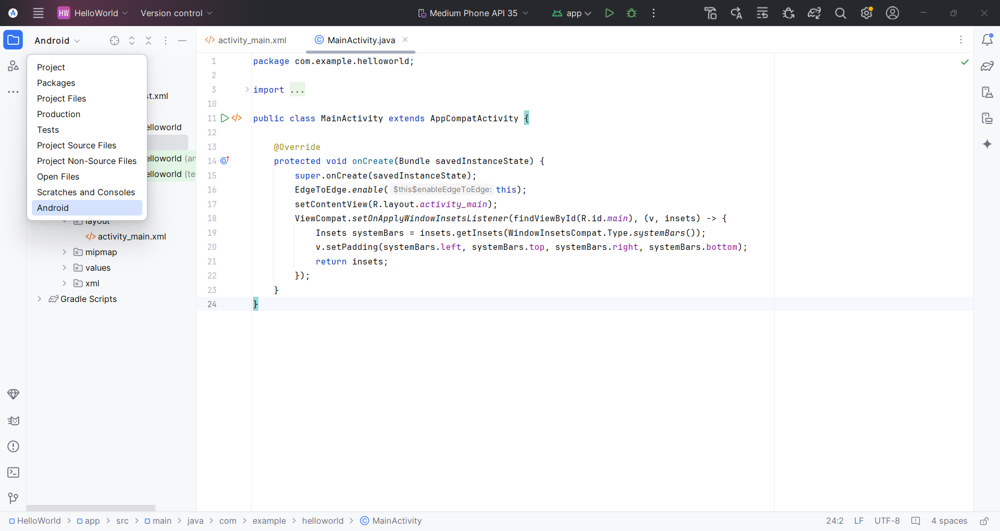 HW HelloWorld Version control Medium Phone API 35 app
Android
activity_main.xml
MainActivity.java
Project
Packages
Project Files
Production
Tests
Project Source Files
Project Non-Source Files
Open Files
Scratches and Consoles
Android
st.xml
elloworld
elloworld (an
elloworld (te
layout
activity_main.xml
mipmap
values
xml
Gradle Scripts
1 package com.example.helloworld;
2
3 import ...
10
11 public class MainActivity extends AppCompatActivity {
12
13 @Override
14 protected void onCreate(Bundle savedInstanceState) {
15 super.onCreate(savedInstanceState);
16 EdgeToEdge.enable( $this$enableEdgeToEdge: this);
17 setContentView(R.layout.activity_main);
18 ViewCompat.setOnApplyWindowInsetsListener(findViewById(R.id.main), (v, insets) -> {
19 Insets systemBars = insets.getInsets(WindowInsetsCompat.Type.systemBars());
20 v.setPadding(systemBars.left, systemBars.top, systemBars.right, systemBars.bottom);
21 return insets;
22 });
23 }
24 }
HelloWorld > app > src > main > java > com > example > helloworld > MainActivity
24:2 LF UTF-8 4 spaces